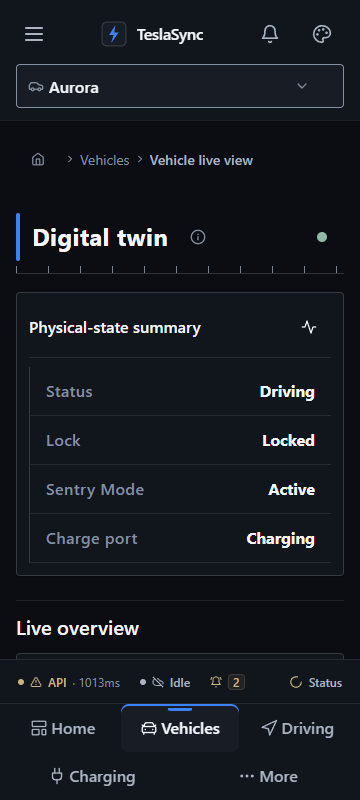 TeslaSync
Aurora
Vehicles
Vehicle live view
Digital twin
Physical-state summary
Status Driving
Lock Locked
Sentry Mode Active
Charge port Charging
Live overview
API · 1013ms Idle 2 Status
Home Vehicles Driving
Charging More